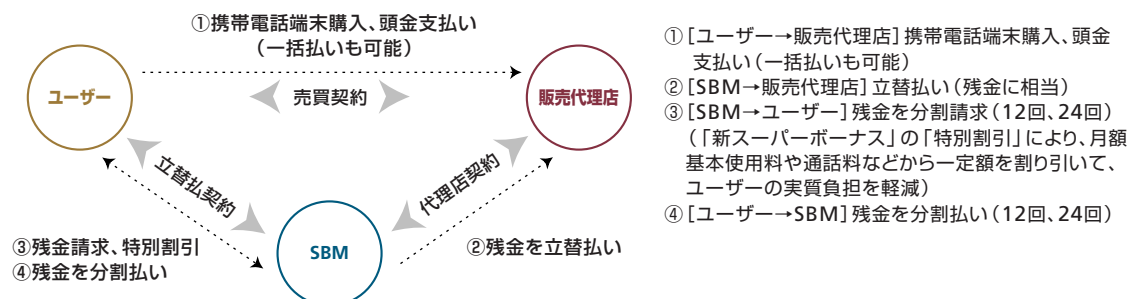 ①携帯電話端末購入、頭金支払い
（一括払いも可能）
ユーザー
売買契約
販売代理店
立替払契約
代理店契約
③残金請求、特別割引
④残金を分割払い
SBM
②残金を立替払い
①［ユーザー→販売代理店］携帯電話端末購入、頭金
支払い（一括払いも可能）
②［SBM→販売代理店］立替払い（残金に相当）
③［SBM→ユーザー］残金を分割請求（12回、24回）
（「新スーパーボーナス」の「特別割引」により、月額
基本使用料や通話料などから一定額を割り引いて、
ユーザーの実質負担を軽減）
④［ユーザー→SBM］残金を分割払い（12回、24回）